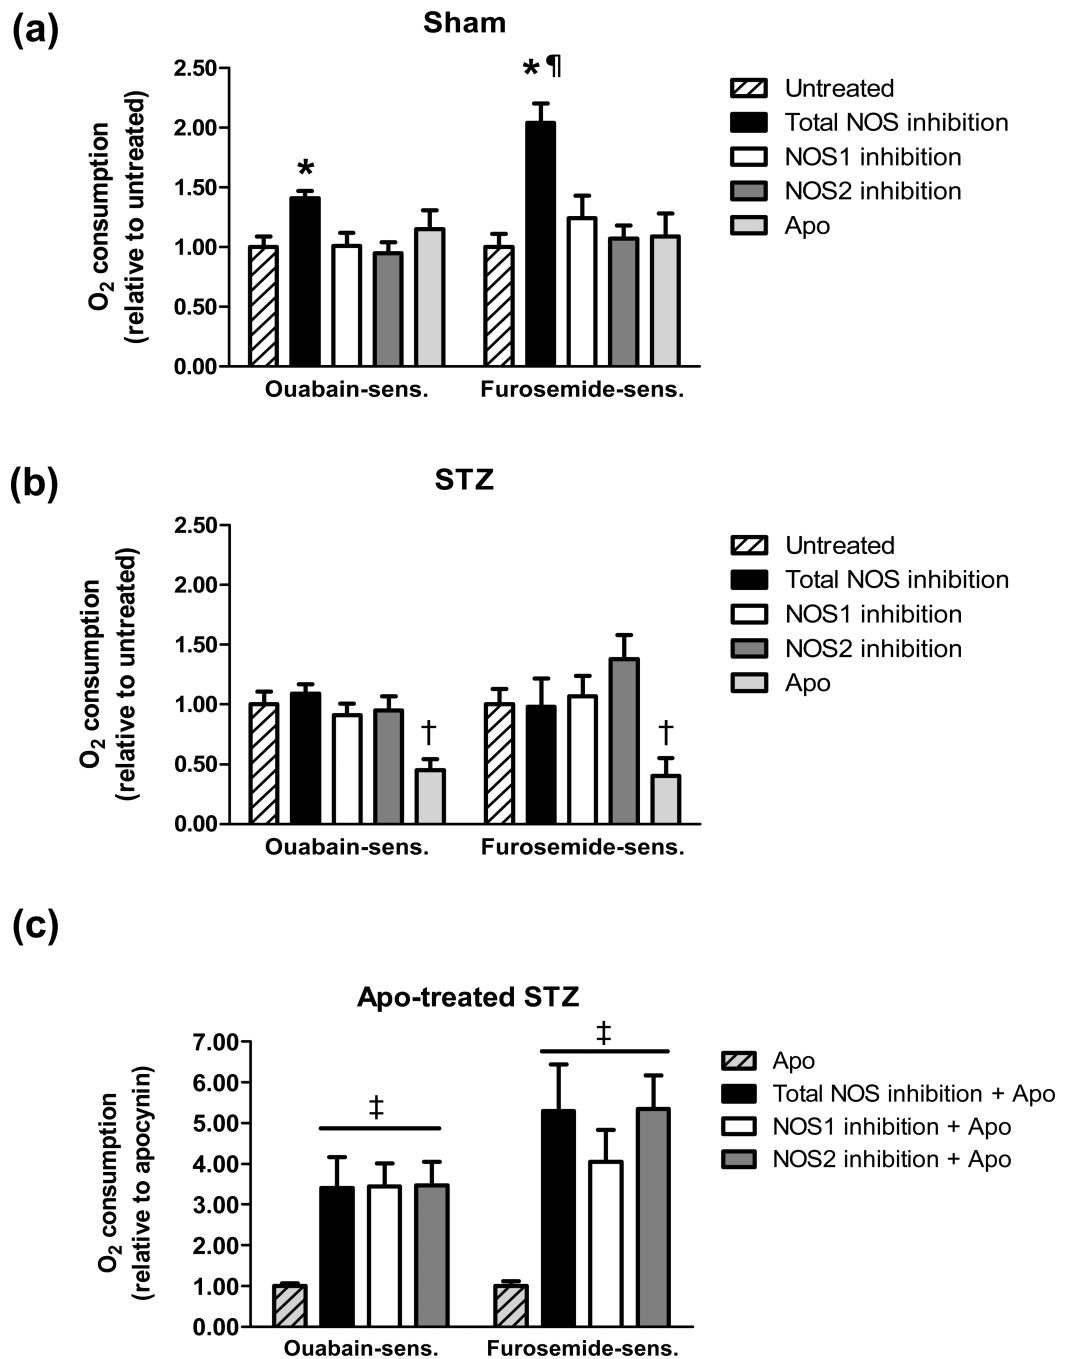 (a)
Sham
O2 consumption
(relative to untreated)
2.50
2.00
1.50
1.00
0.50
0.00
*
* ¶
Ouabain-sens.
Furosemide-sens.
Untreated
Total NOS inhibition
NOS1 inhibition
NOS2 inhibition
Apo
(b)
STZ
O2 consumption
(relative to untreated)
2.50
2.00
1.50
1.00
0.50
0.00
†
†
Ouabain-sens.
Furosemide-sens.
Untreated
Total NOS inhibition
NOS1 inhibition
NOS2 inhibition
Apo
(c)
Apo-treated STZ
O2 consumption
(relative to apocynin)
7.00
6.00
5.00
4.00
3.00
2.00
1.00
0.00
‡
‡
Ouabain-sens.
Furosemide-sens.
Apo
Total NOS inhibition + Apo
NOS1 inhibition + Apo
NOS2 inhibition + Apo